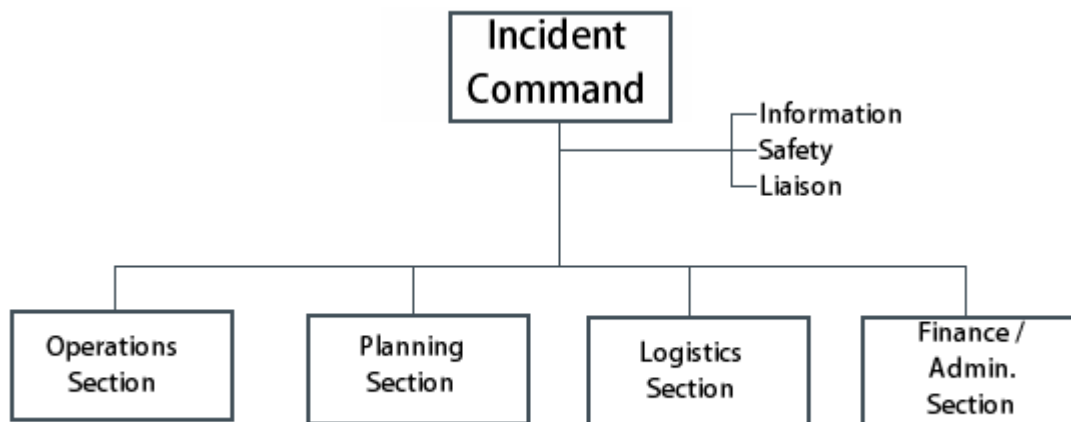 Incident
Command
Information
Safety
Liaison
Operations
Section
Planning
Section
Logistics
Section
Finance /
Admin.
Section